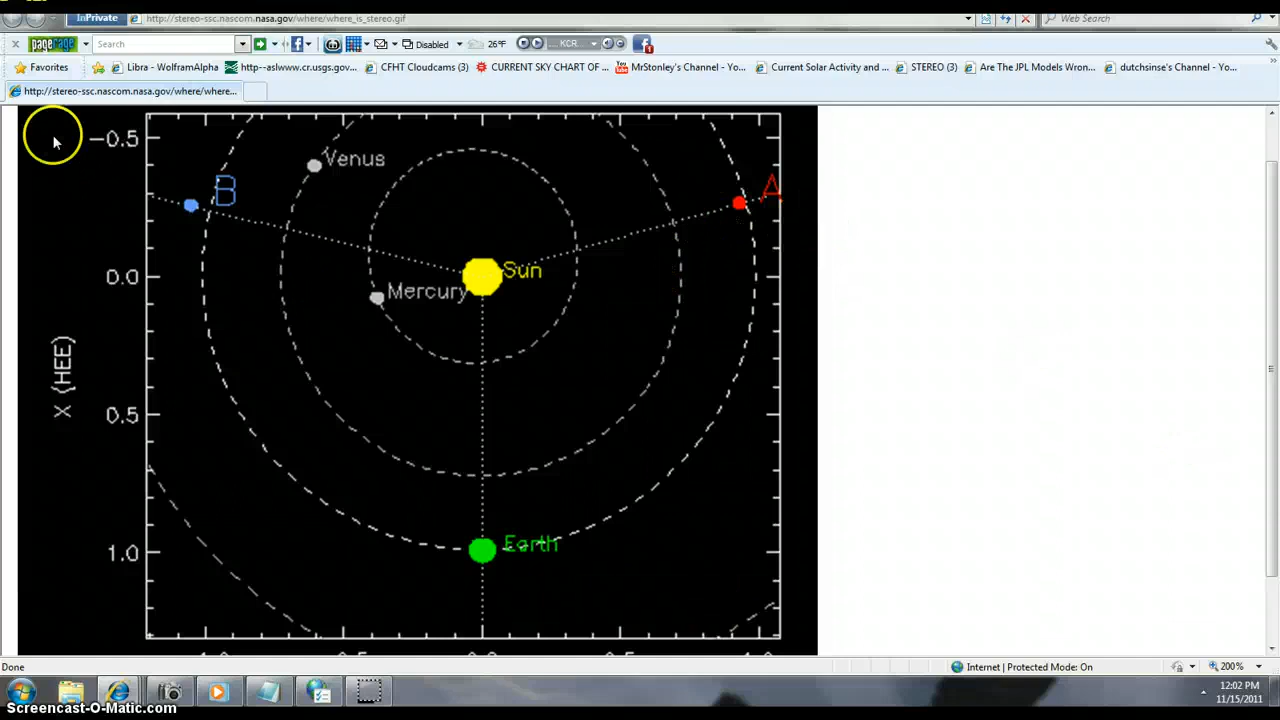 InPrivate http://stereo-ssc.nascom.nasa.gov/where/where_is_stereo.gif Web Search
x pagerage Search Disabled 26°F ... KCR... 1
Favorites Libra - WolframAlpha http--aslwww.cr.usgs.gov... CFHT Cloudcams (3) CURRENT SKY CHART OF ... MrStonley's Channel - Yo... Current Solar Activity and ... STEREO (3) Are The JPL Models Wron... dutchsinse's Channel - Yo...
http://stereo-ssc.nascom.nasa.gov/where/where...
-0.5
Venus
B
A
0.0
Sun
Mercury
X (HEE)
0.5
1.0
Earth
Done Internet | Protected Mode: On 200%
12:02 PM
11/15/2011
Screencast-O-Matic.com